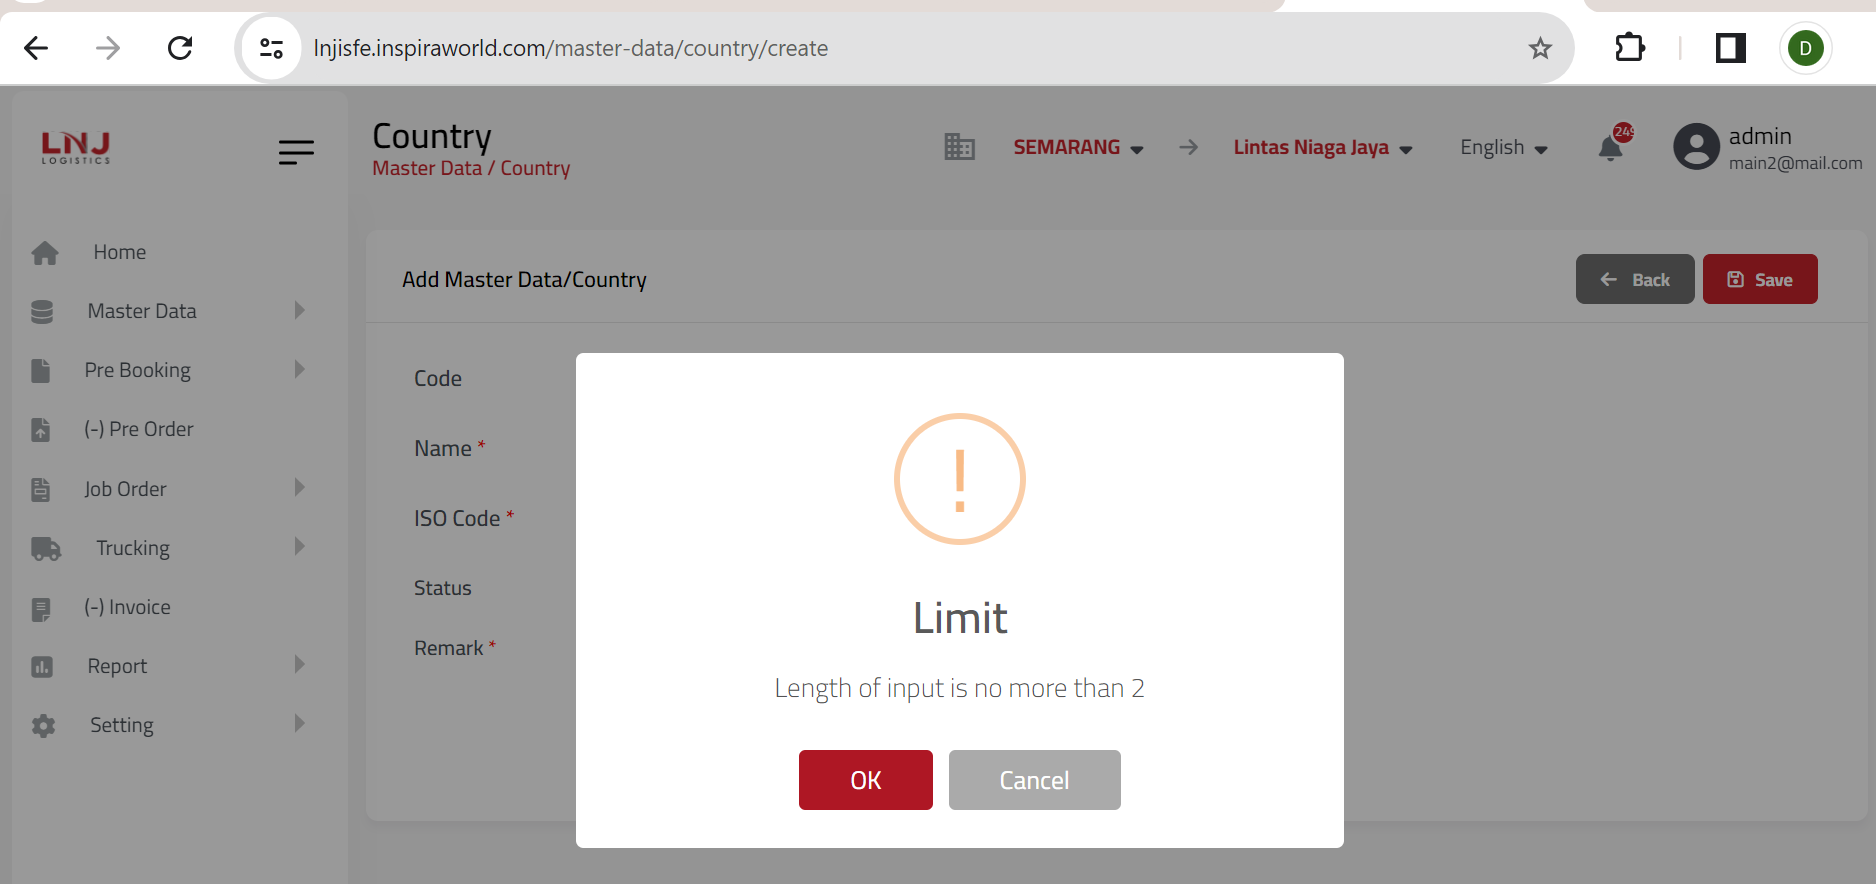 lnjisfe.inspiraworld.com/master-data/country/create
D
LNJ
LOGISTICS
Country
Master Data / Country
SEMARANG
Lintas Niaga Jaya
English
admin
main2@mail.com
Home
Master Data
Pre Booking
(-) Pre Order
Job Order
Trucking
(-) Invoice
Report
Setting
Add Master Data/Country
Back
Save
Code
Name *
ISO Code *
Status
Remark *
!
Limit
Length of input is no more than 2
OK
Cancel